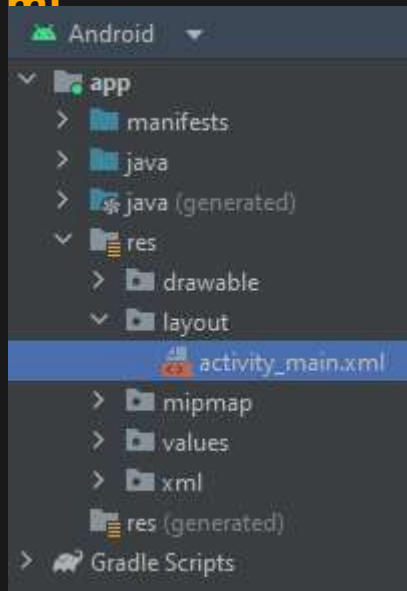 Android
app
manifests
java
java (generated)
res
drawable
layout
activity_main.xml
mipmap
values
xml
res (generated)
Gradle Scripts